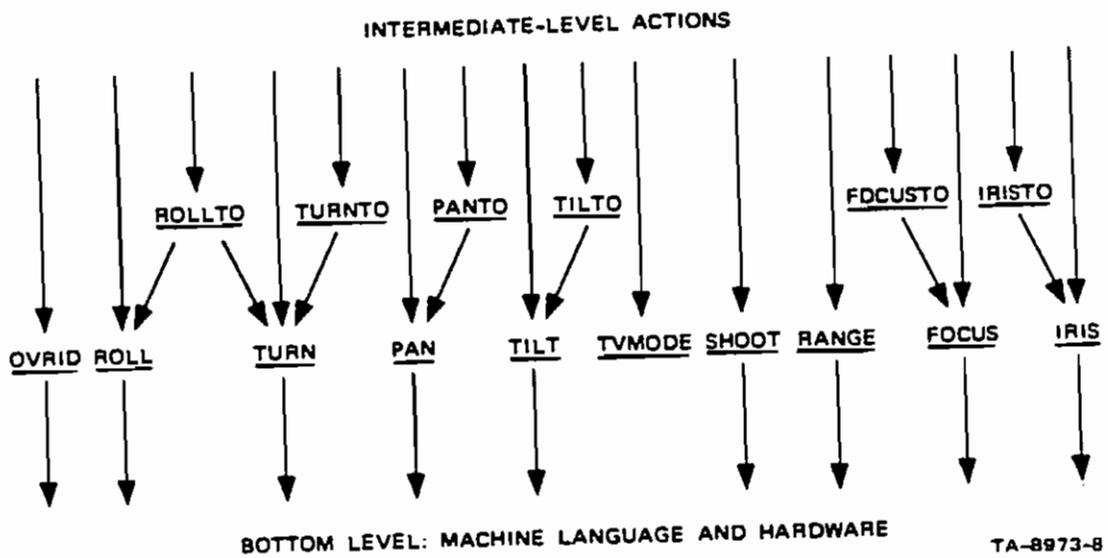 INTERMEDIATE-LEVEL ACTIONS
ROLLTO TURNTO PANTO TILTO FOCUSTO IRISTO
OVRID ROLL TURN PAN TILT TVMODE SHOOT RANGE FOCUS IRIS
BOTTOM LEVEL: MACHINE LANGUAGE AND HARDWARE
TA-8973-8